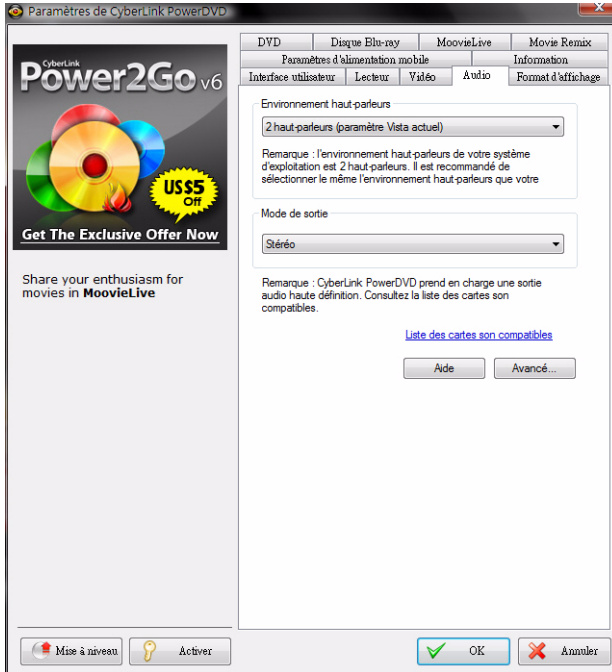 Paramètres de CyberLink PowerDVD
CyberLink
Power2Go v6
US$5
Off
Get The Exclusive Offer Now
Share your enthusiasm for
movies in MoovieLive
DVD
Disque Blu-ray
MoovieLive
Movie Remix
Paramètres d'alimentation mobile
Information
Interface utilisateur
Lecteur
Vidéo
Audio
Format d'affichage
Environnement haut-parleurs
2 haut-parleurs (paramètre Vista actuel)
Remarque : l'environnement haut-parleurs de votre système
d'exploitation est 2 haut-parleurs. Il est recommandé de
sélectionner le même l'environnement haut-parleurs que votre
Mode de sortie
Stéréo
Remarque : CyberLink PowerDVD prend en charge une sortie
audio haute définition. Consultez la liste des cartes son
compatibles.
Liste des cartes son compatibles
Aide
Avancé...
Mise à niveau
Activer
OK
Annuler